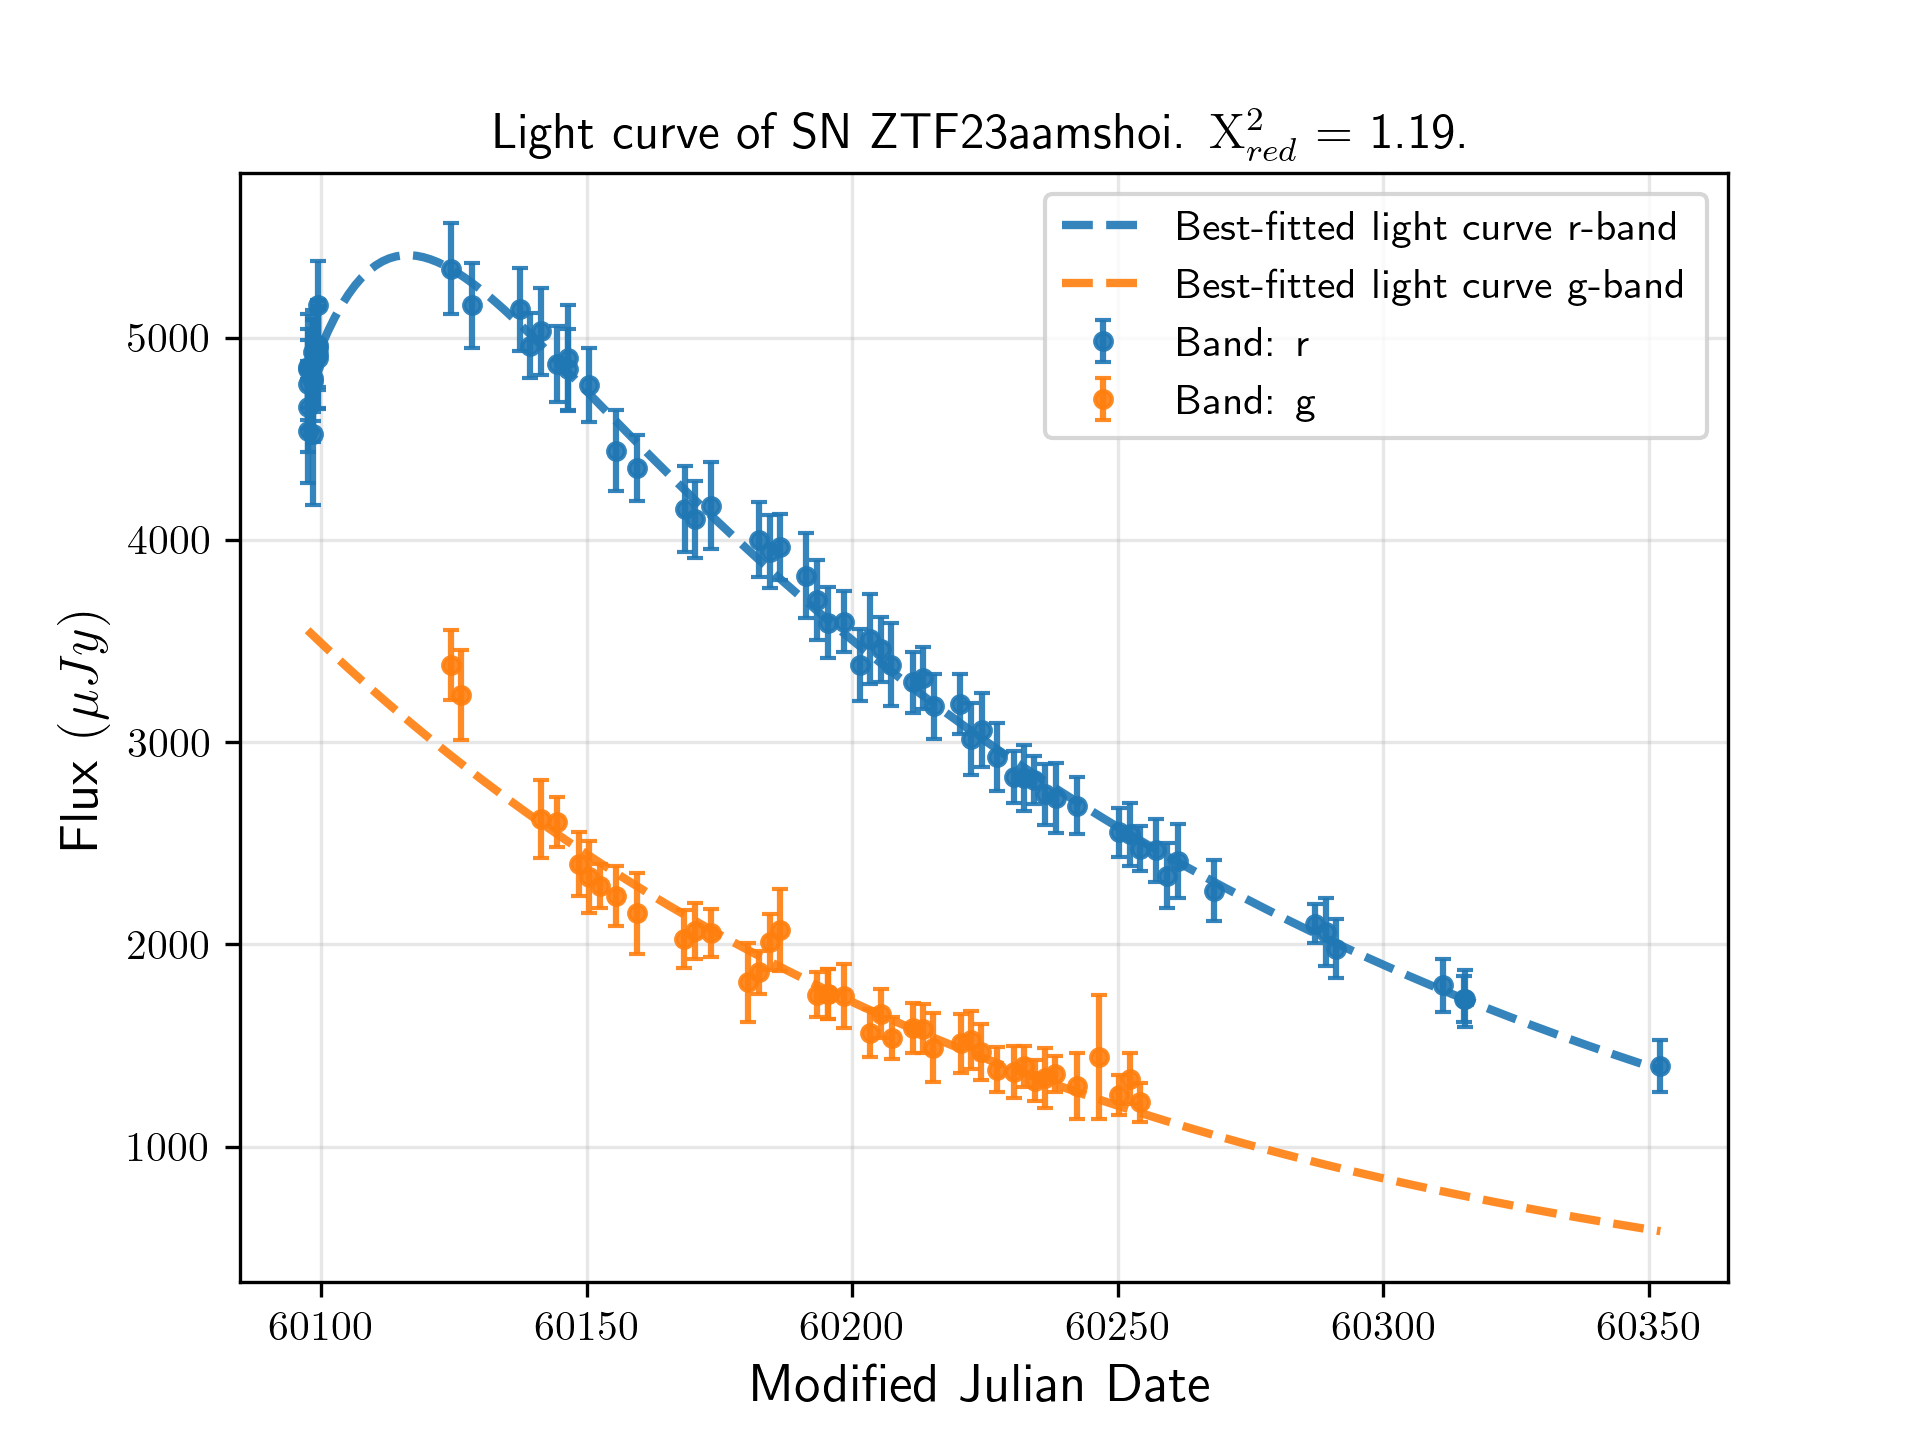 Light curve of SN ZTF23aamshoi. X²_red = 1.19.
Best-fitted light curve r-band
Best-fitted light curve g-band
Band: r
Band: g
Flux (μJy)
5000
4000
3000
2000
1000
60100 60150 60200 60250 60300 60350
Modified Julian Date